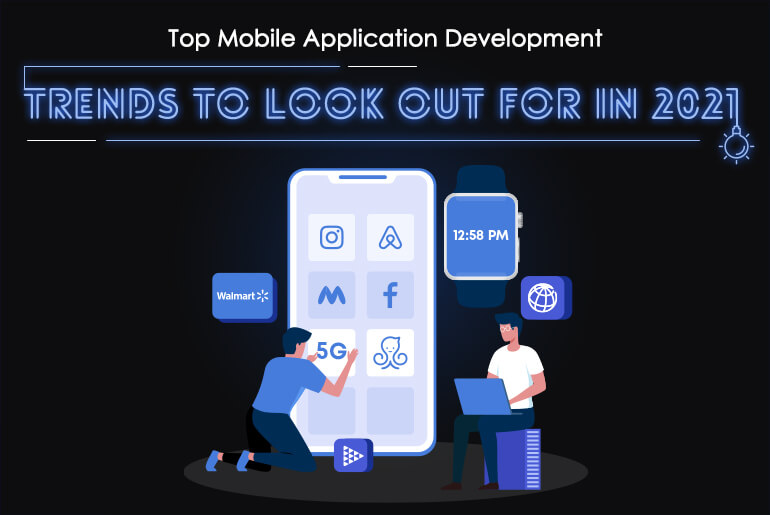 Top Mobile Application Development
TRENDS TO LOOK OUT FOR IN 2021
12:58 PM
Walmart
5G